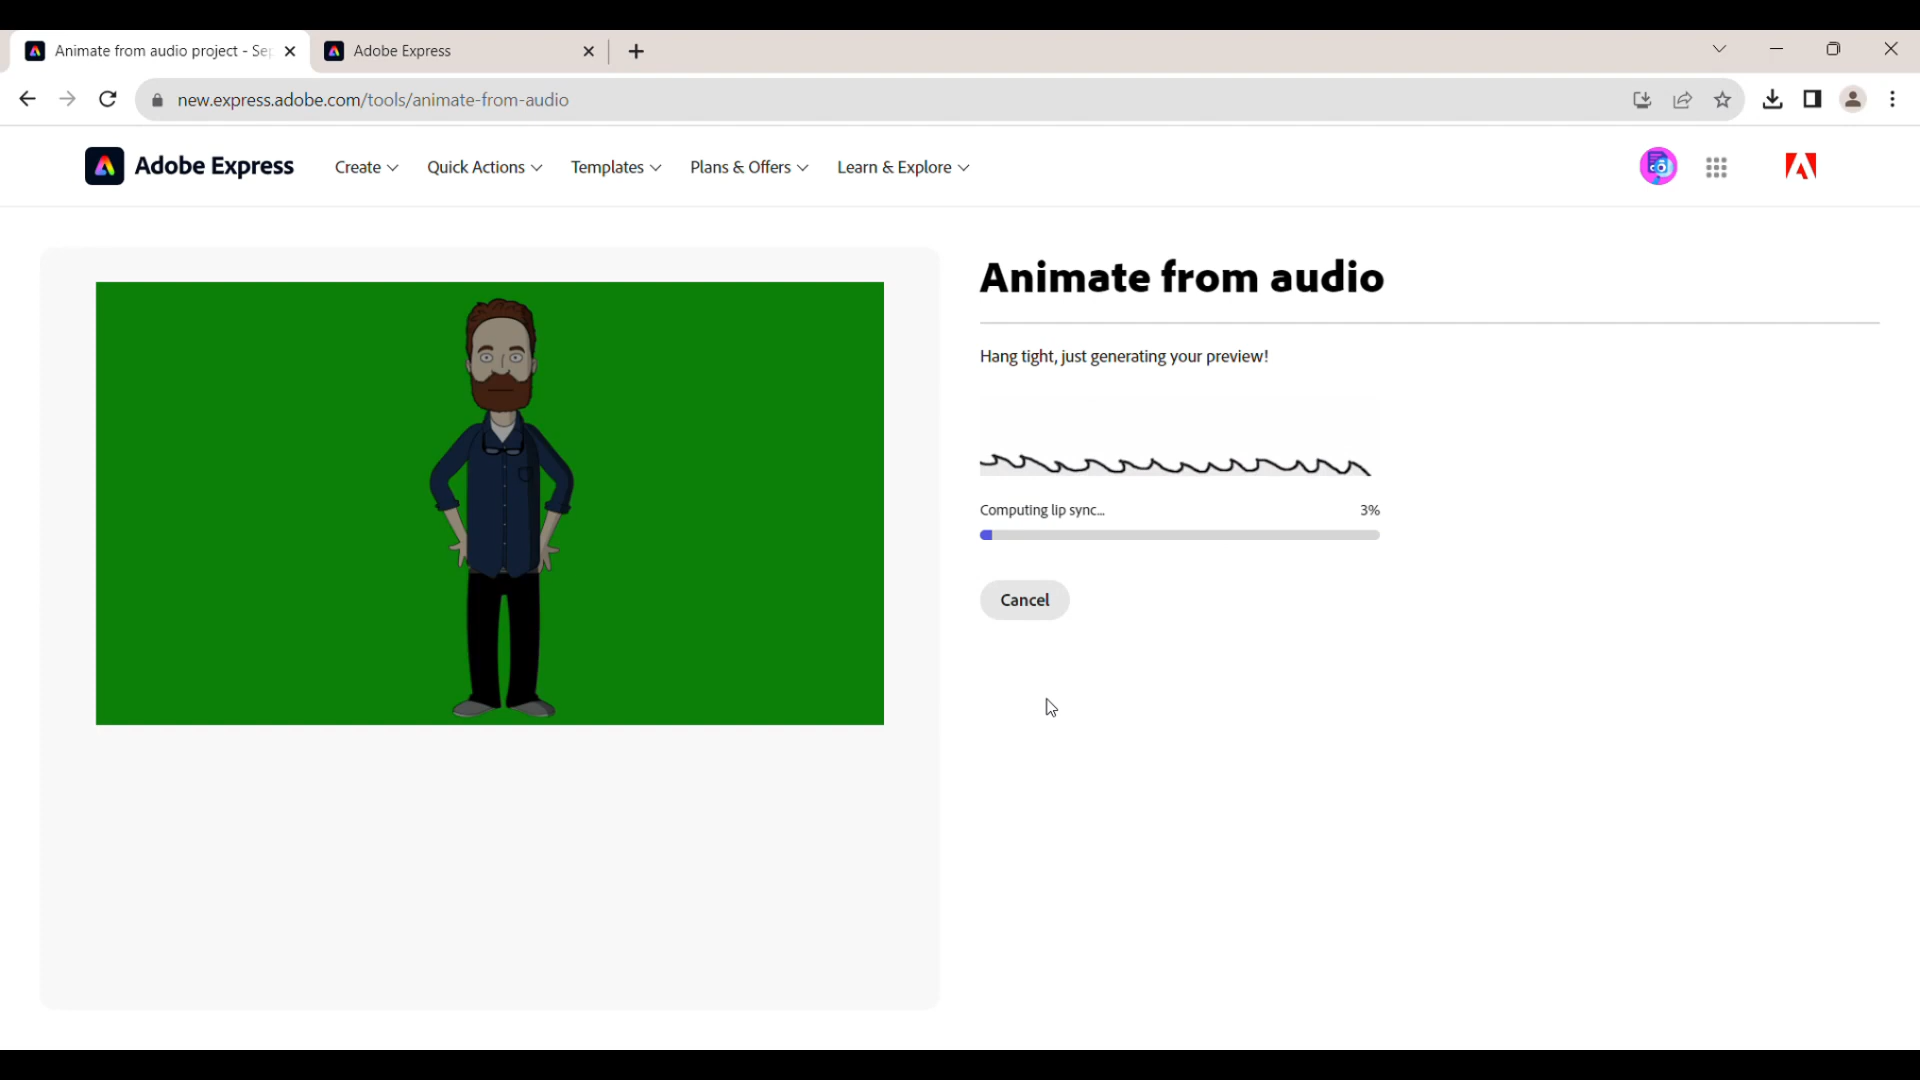 Animate from audio project - Sep
Adobe Express
new.express.adobe.com/tools/animate-from-audio
Adobe Express
Create
Quick Actions
Templates
Plans & Offers
Learn & Explore
Animate from audio
Hang tight, just generating your preview!
Computing lip sync...
3%
Cancel